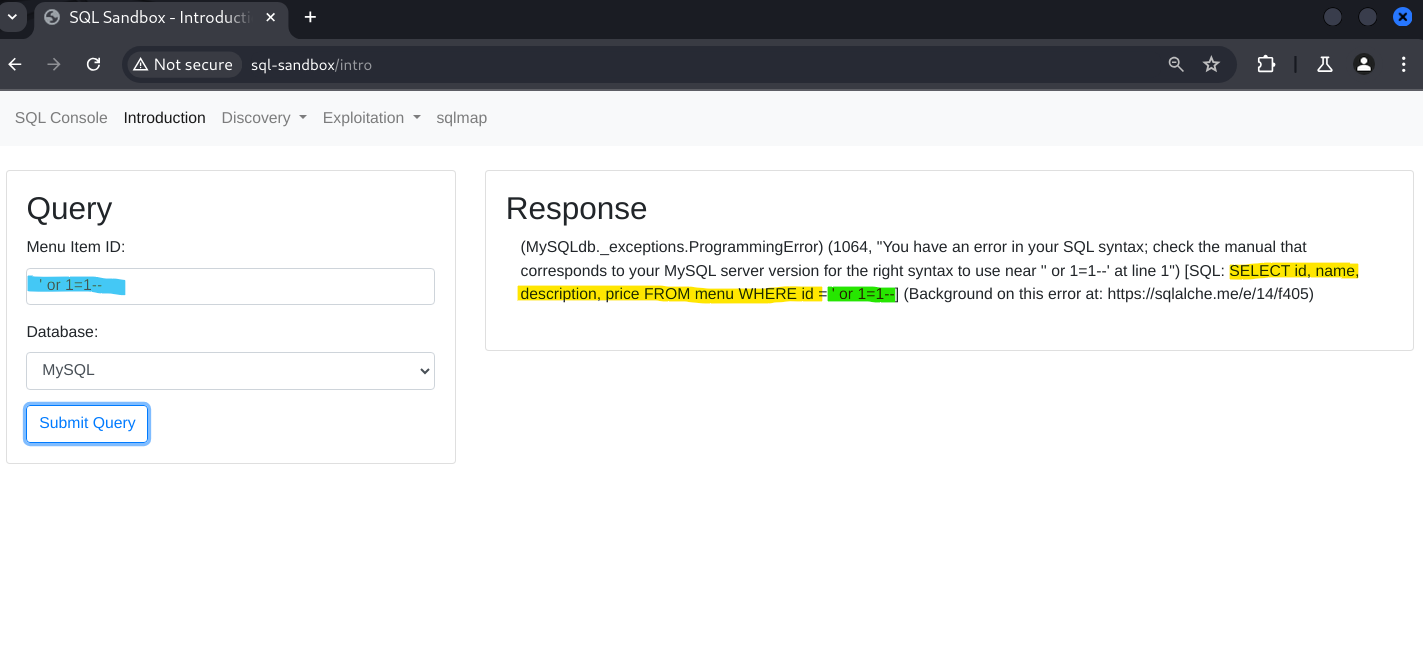 SQL Sandbox - Introducti
Not secure sql-sandbox/intro
SQL Console Introduction Discovery Exploitation sqlmap
Query
Menu Item ID:
' or 1=1--
Database:
MySQL
Submit Query
Response
(MySQLdb._exceptions.ProgrammingError) (1064, "You have an error in your SQL syntax; check the manual that
corresponds to your MySQL server version for the right syntax to use near '' or 1=1--' at line 1") [SQL: SELECT id, name,
description, price FROM menu WHERE id =' or 1=1--] (Background on this error at: https://sqlalche.me/e/14/f405)